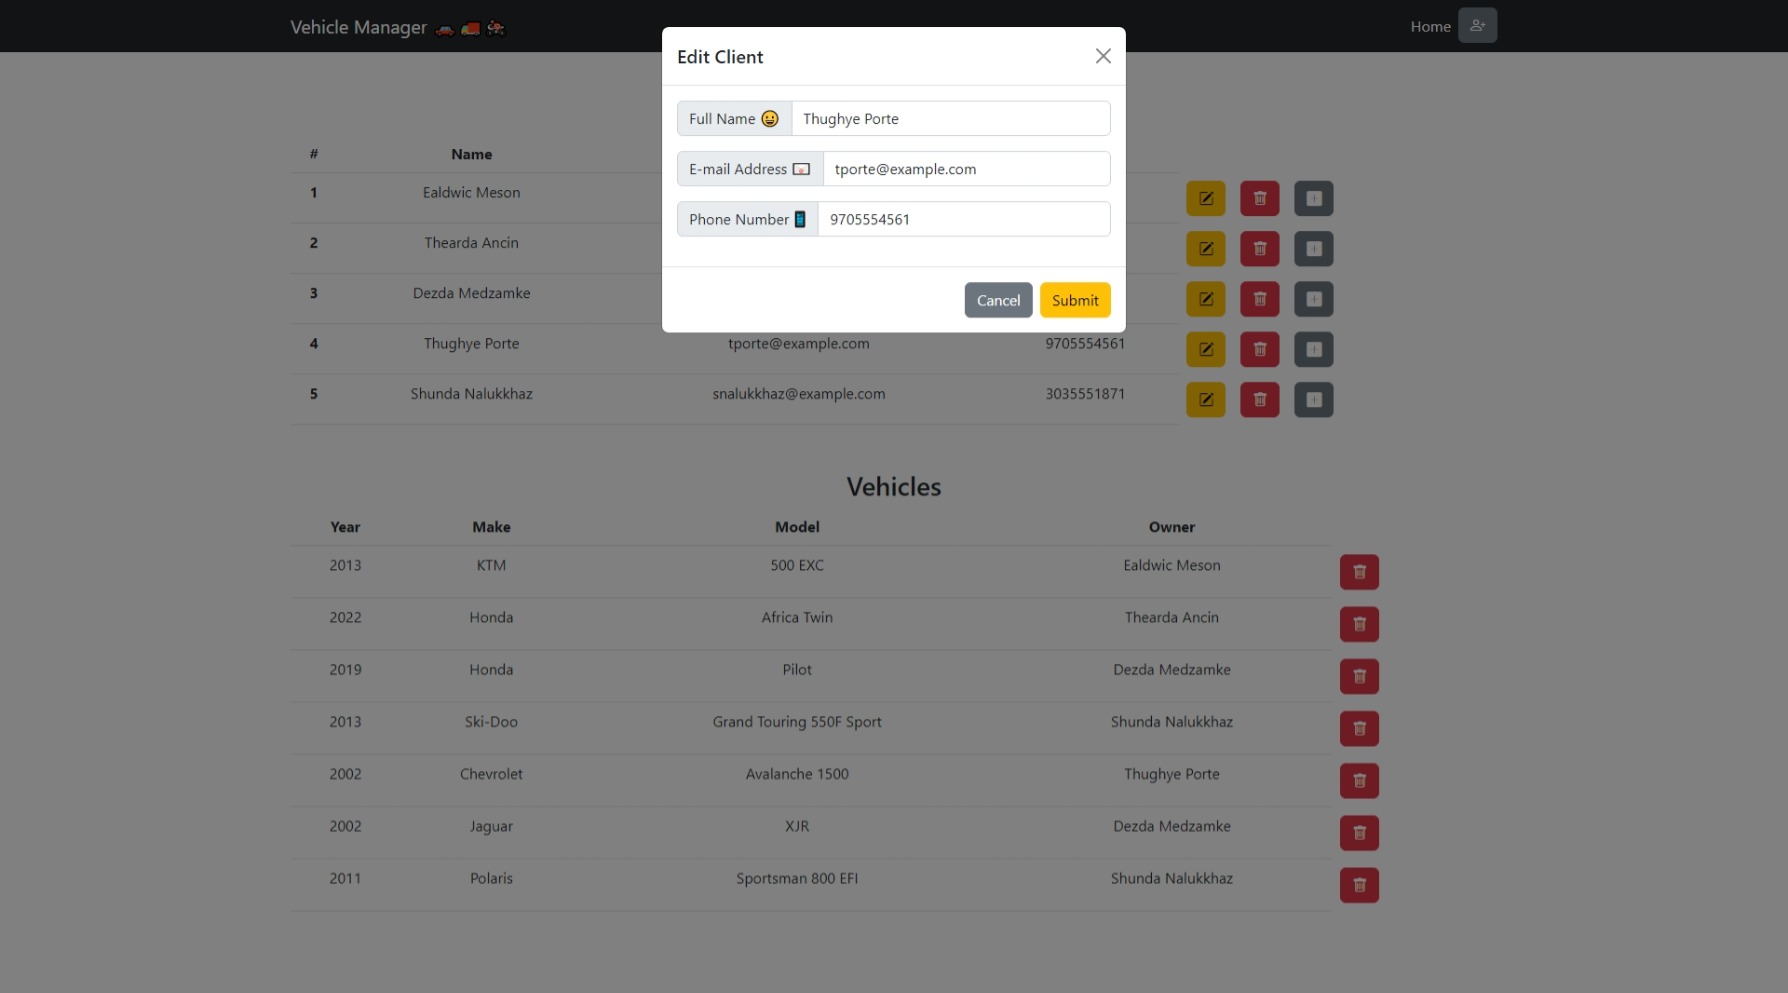 Vehicle Manager
Home
Edit Client
Full Name Thughye Porte
E-mail Address tporte@example.com
Phone Number 9705554561
Cancel Submit
# Name
1 Ealdwic Meson
2 Thearda Ancin
3 Dezda Medzamke
4 Thughye Porte tporte@example.com 9705554561
5 Shunda Nalukkhaz snalukkhaz@example.com 3035551871
Vehicles
Year Make Model Owner
2013 KTM 500 EXC Ealdwic Meson
2022 Honda Africa Twin Thearda Ancin
2019 Honda Pilot Dezda Medzamke
2013 Ski-Doo Grand Touring 550F Sport Shunda Nalukkhaz
2002 Chevrolet Avalanche 1500 Thughye Porte
2002 Jaguar XJR Dezda Medzamke
2011 Polaris Sportsman 800 EFI Shunda Nalukkhaz